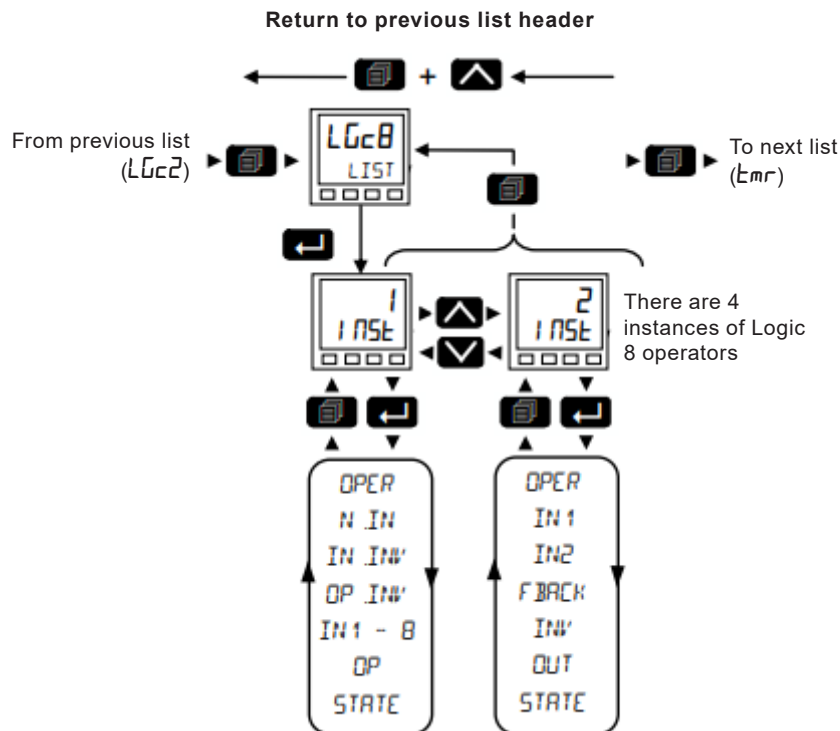 Return to previous list header
+
From previous list
(LGc2)
LGc8
LIST
To next list
(tmr)
1
INSt
2
INSt
There are 4
instances of Logic
8 operators
OPER
N.IN
IN.INV
OP.INV
IN1 - 8
OP
STATE
OPER
IN1
IN2
FBACK
INV
OUT
STATE